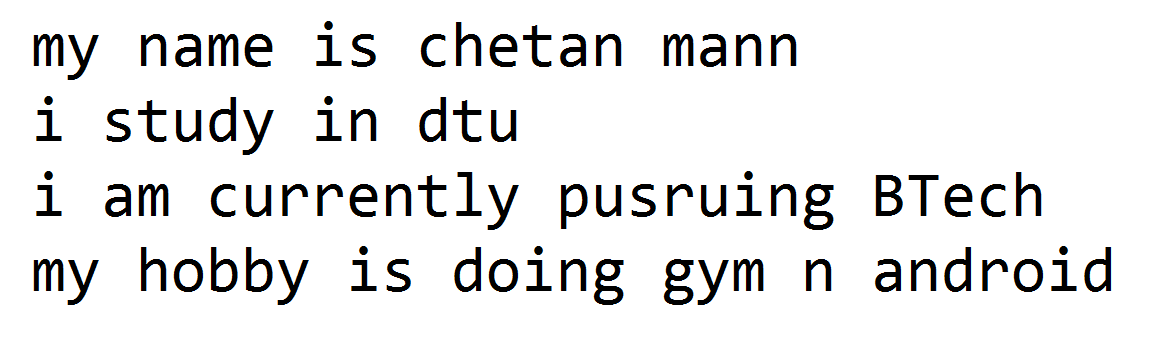 my name is chetan mann
i study in dtu
i am currently pusruing BTech
my hobby is doing gym n android